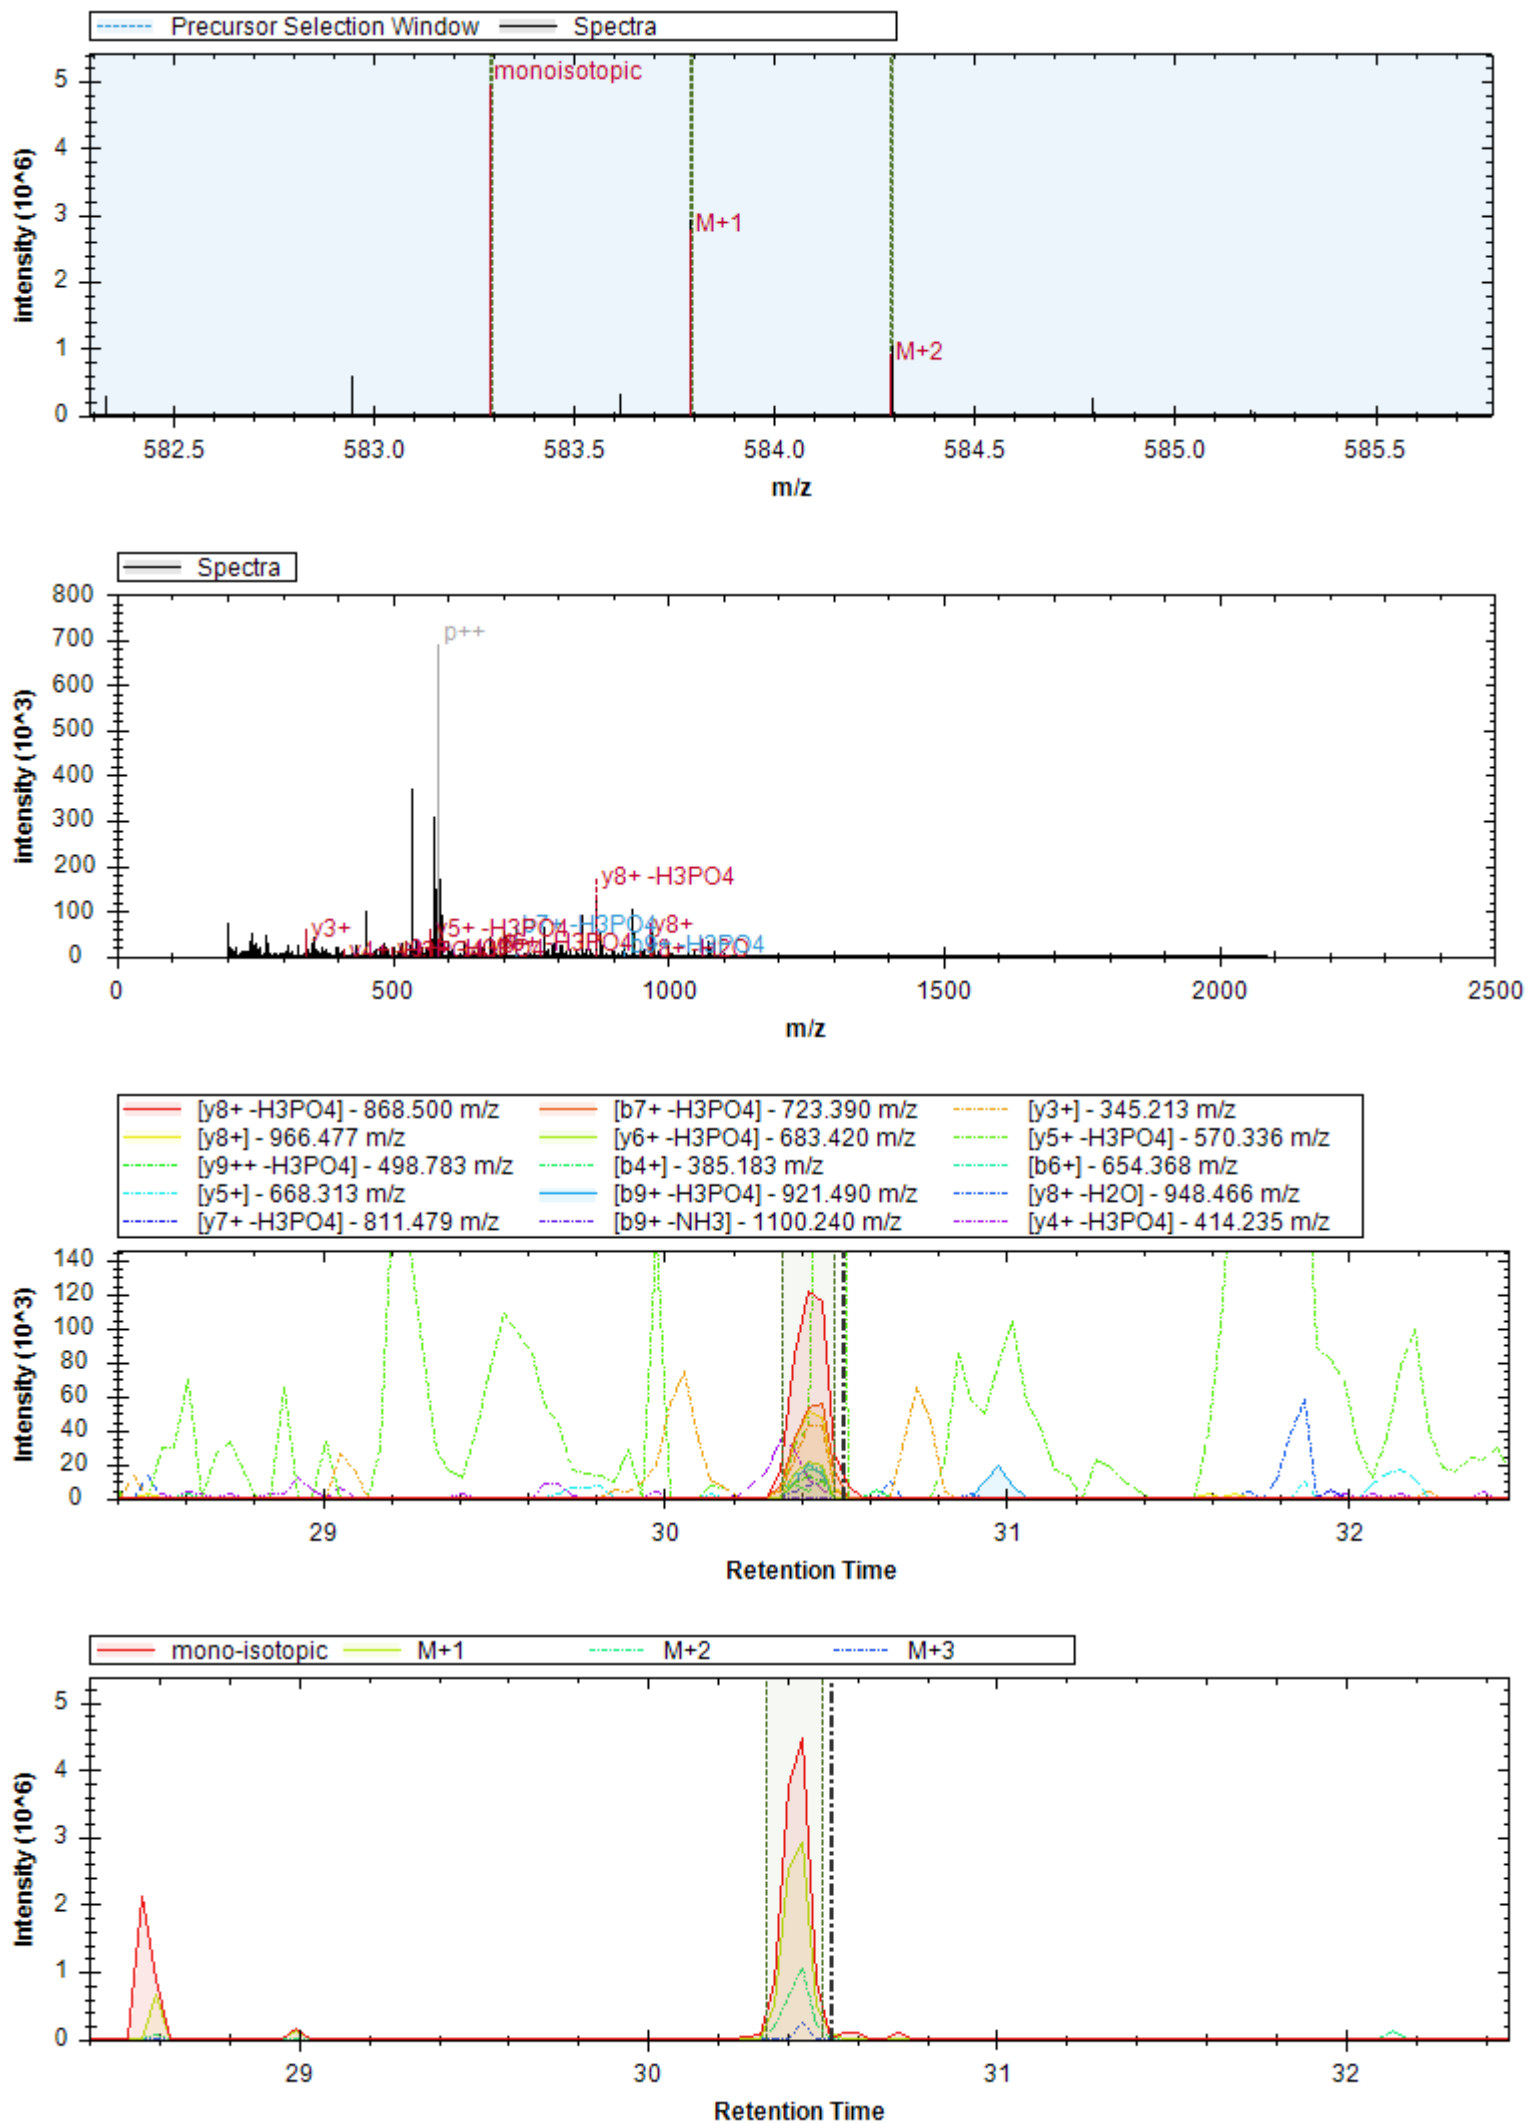 Precursor Selection Window Spectra
monoisotopic
M+1
M+2
intensity (10^6)
5
4
3
2
1
0
582.5 583.0 583.5 584.0 584.5 585.0 585.5
m/z
Spectra
intensity (10^3)
800
700
600
500
400
300
200
100
0
p++
y8+ -H3PO4
y3+
y5+ -H3PO4
b7+ -H3PO4
y8+
b9+ -H3PO4
0 500 1000 1500 2000 2500
m/z
[y8+ -H3PO4] - 868.500 m/z [b7+ -H3PO4] - 723.390 m/z [y3+] - 345.213 m/z
[y8+] - 966.477 m/z [y6+ -H3PO4] - 683.420 m/z [y5+ -H3PO4] - 570.336 m/z
[y9++ -H3PO4] - 498.783 m/z [b4+] - 385.183 m/z [b6+] - 654.368 m/z
[y5+] - 668.313 m/z [b9+ -H3PO4] - 921.490 m/z [y8+ -H2O] - 948.466 m/z
[y7+ -H3PO4] - 811.479 m/z [b9+ -NH3] - 1100.240 m/z [y4+ -H3PO4] - 414.235 m/z
Intensity (10^3)
140
120
100
80
60
40
20
0
29 30 31 32
Retention Time
mono-isotopic M+1 M+2 M+3
Intensity (10^6)
5
4
3
2
1
0
29 30 31 32
Retention Time